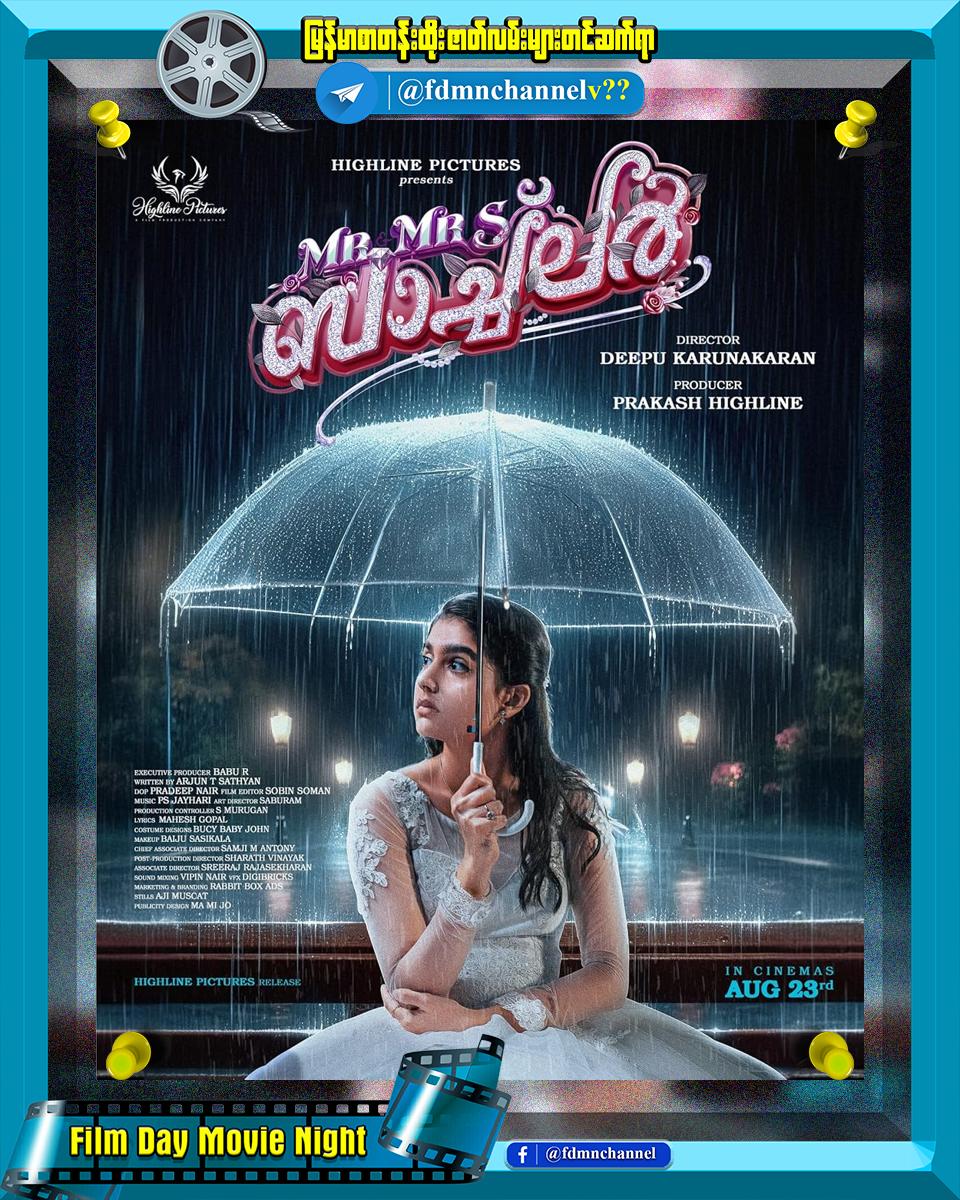 မြန်မာစာတန်းထိုးဇာတ်လမ်းများတင်ဆက်ရာ
@fdmnchannelv??
Highline Pictures
A FILM PRODUCTION COMPANY
HIGHLINE PICTURES
presents
MR. & MRS.
ബാച്ച്ലർ
DIRECTOR
DEEPU KARUNAKARAN
PRODUCER
PRAKASH HIGHLINE
EXECUTIVE PRODUCER BABU R
WRITTEN BY ARJUN T SATHYAN
DOP PRADEEP NAIR FILM EDITOR SOBIN SOMAN
MUSIC PS JAYHARI ART DIRECTOR SABURAM
PRODUCTION CONTROLLER S MURUGAN
LYRICS MAHESH GOPAL
COSTUME DESIGNS BUCY BABY JOHN
MAKEUP BAIJU SASIKALA
CHIEF ASSOCIATE DIRECTOR SAMJI M ANTONY
POST-PRODUCTION DIRECTOR SHARATH VINAYAK
ASSOCIATE DIRECTOR SREERAJ RAJASEKHARAN
SOUND MIXING VIPIN NAIR VFX DIGIBRICKS
MARKETING & BRANDING RABBIT BOX ADS
STILLS AJI MUSCAT
PUBLICITY DESIGN MA MI JO
HIGHLINE PICTURES RELEASE
IN CINEMAS
AUG 23rd
Film Day Movie Night
@fdmnchannel